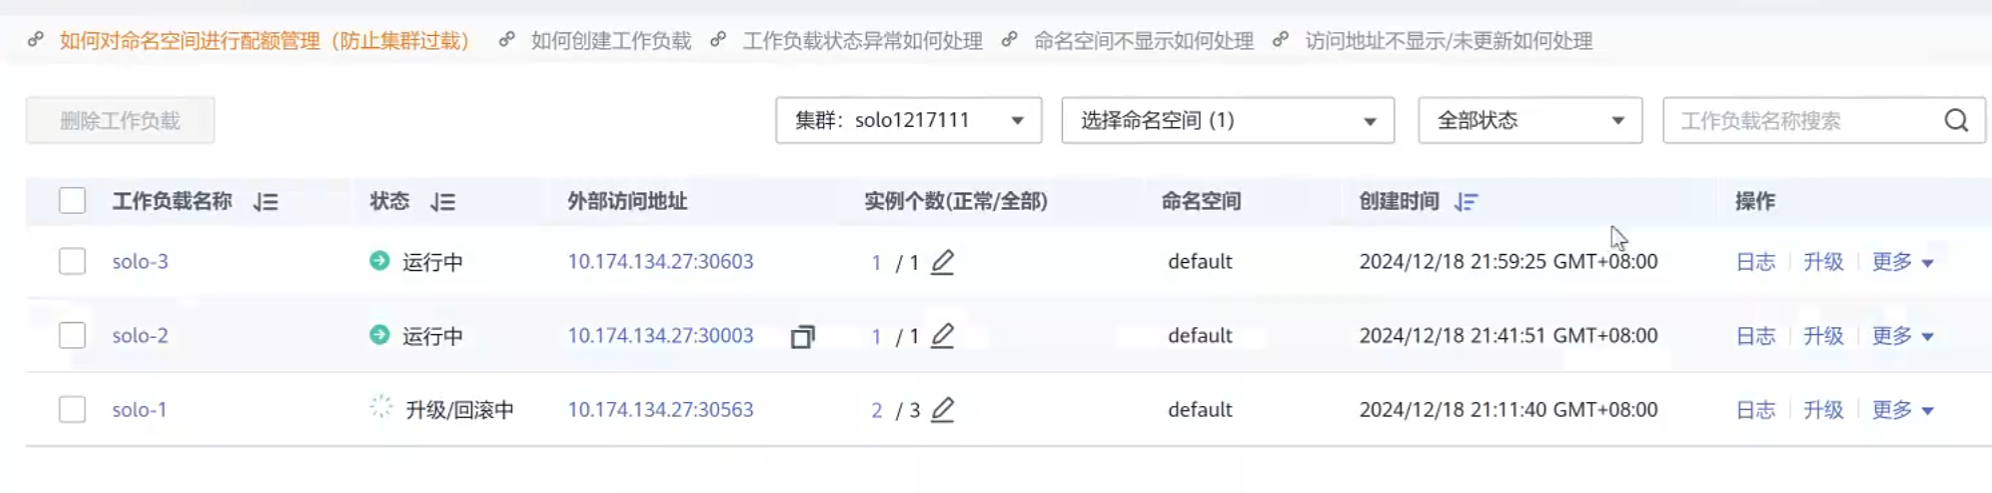 如何对命名空间进行配额管理（防止集群过载） 如何创建工作负载 工作负载状态异常如何处理 命名空间不显示如何处理 访问地址不显示/未更新如何处理
删除工作负载 集群：solo1217111 选择命名空间 (1) 全部状态 工作负载名称搜索
工作负载名称 状态 外部访问地址 实例个数(正常/全部) 命名空间 创建时间 操作
solo-3 运行中 10.174.134.27:30603 1 / 1 default 2024/12/18 21:59:25 GMT+08:00 日志 升级 更多
solo-2 运行中 10.174.134.27:30003 1 / 1 default 2024/12/18 21:41:51 GMT+08:00 日志 升级 更多
solo-1 升级/回滚中 10.174.134.27:30563 2 / 3 default 2024/12/18 21:11:40 GMT+08:00 日志 升级 更多